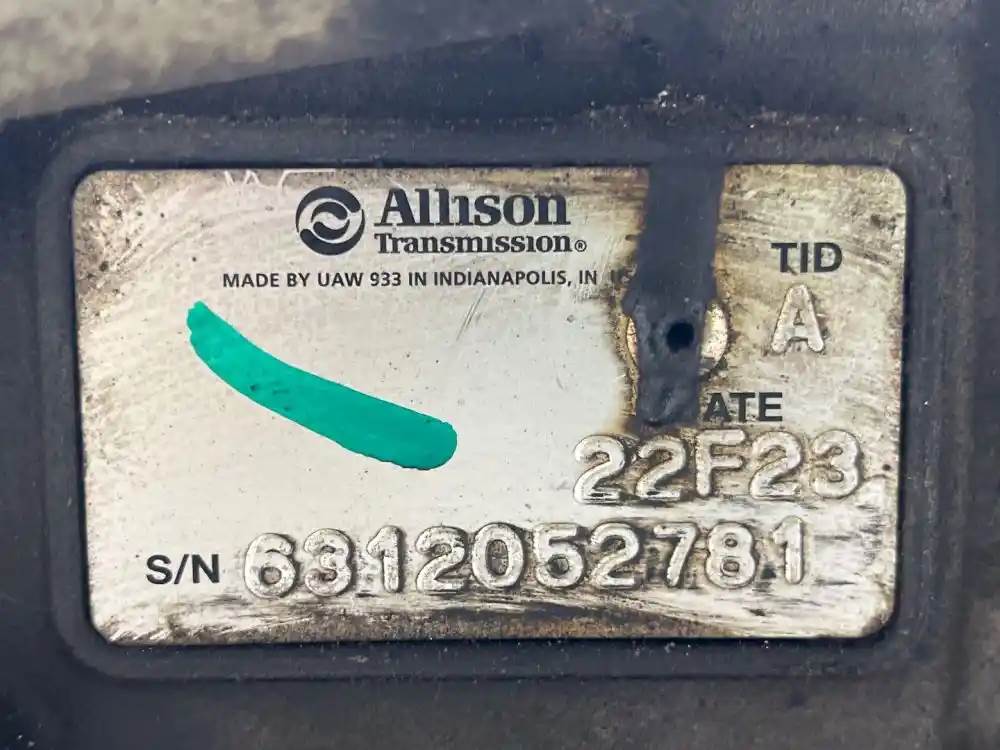 Allison
Transmission®
MADE BY UAW 933 IN INDIANAPOLIS, IN
TID
A
ATE
22F23
S/N 6312052781